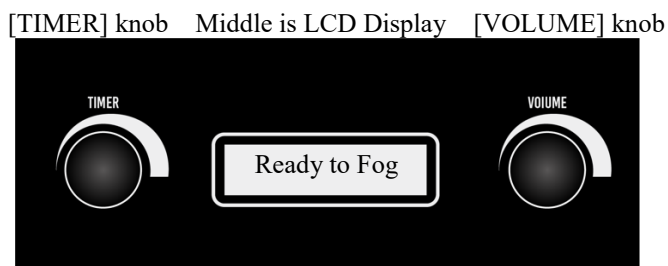 [TIMER] knob Middle is LCD Display [VOLUME] knob
TIMER VOIUME
Ready to Fog